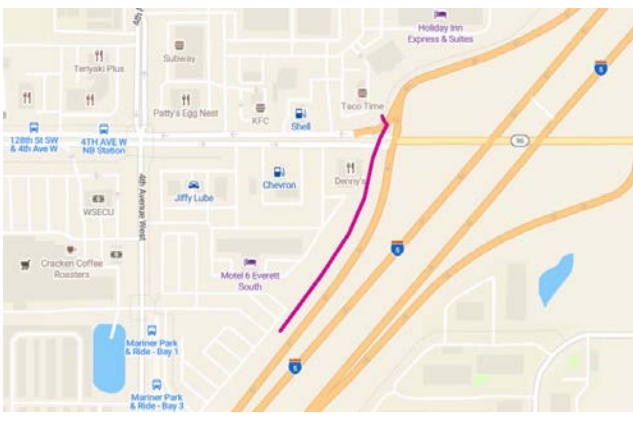 Holiday Inn
Express & Suites
Teriyaki Plus
Subway
5
Patty's Egg Nest
KFC
Shell
Taco Time
128th St SW
& 4th Ave W
4TH AVE W
NB Station
96
4th Avenue West
WSECU
Jiffy Lube
Chevron
Denny's
Cracken Coffee
Roasters
Motel 6 Everett
South
5
Mariner Park
& Ride - Bay 1
5
Mariner Park
& Ride - Bay 3